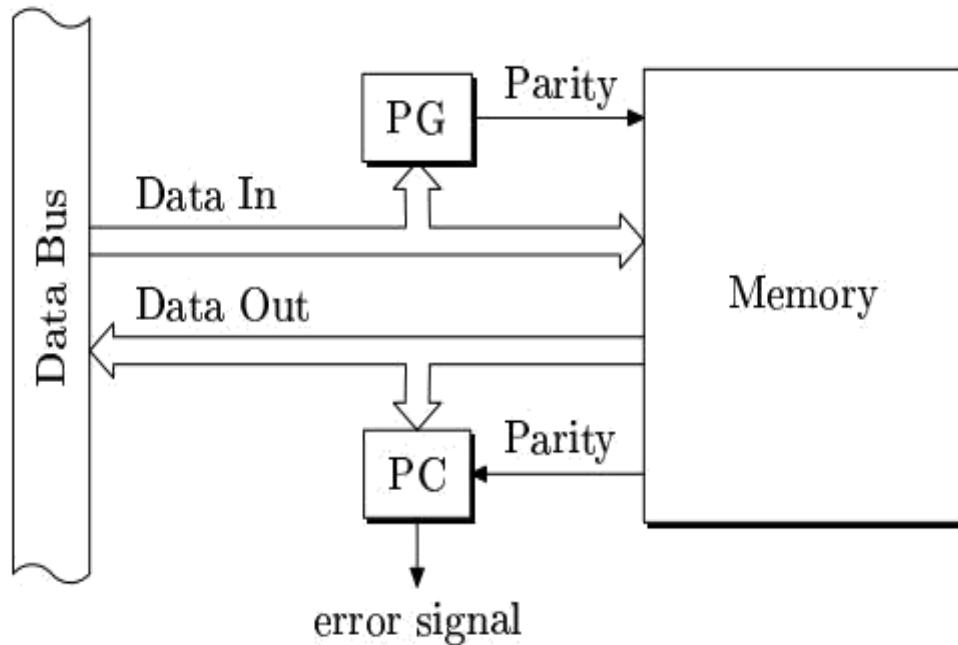 Parity
PG
Data In
Data Bus
Memory
Data Out
Parity
PC
error signal